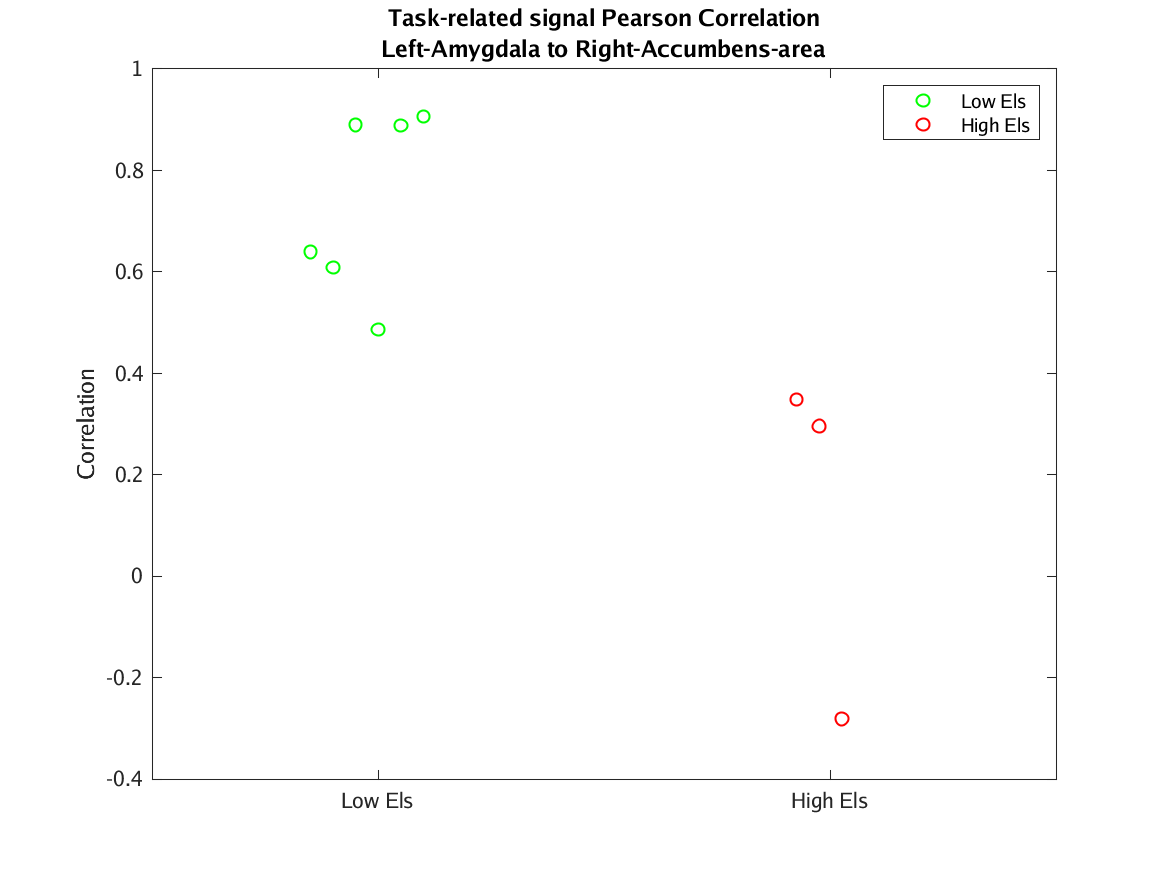 Task-related signal Pearson Correlation
Left-Amygdala to Right-Accumbens-area
1
0.8
0.6
0.4
0.2
0
-0.2
-0.4
Correlation
Low Els
High Els
Low Els
High Els